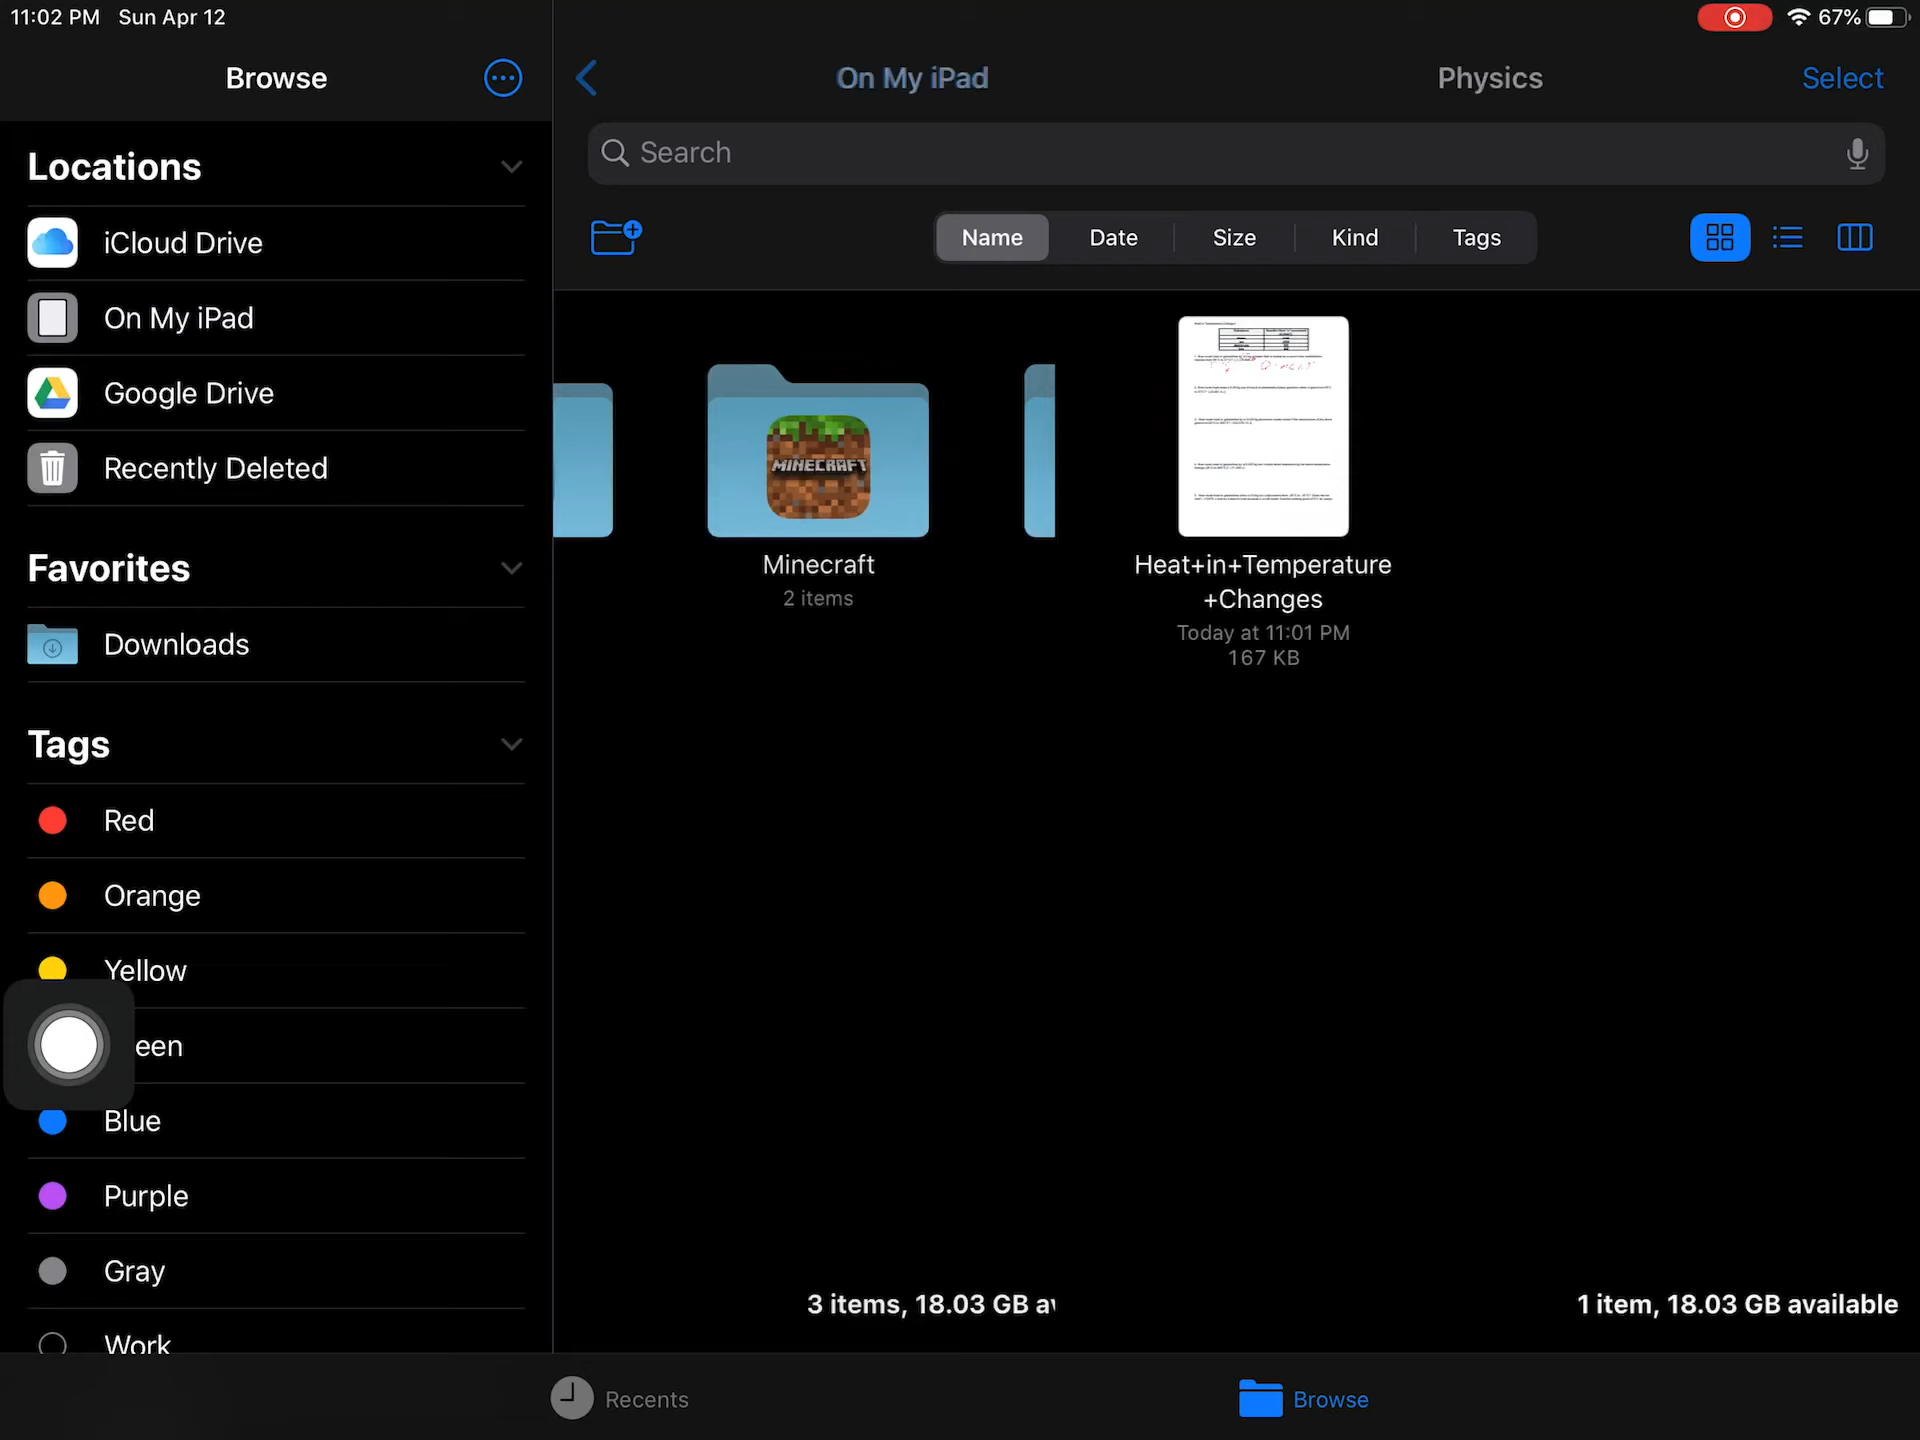 11:02 PM Sun Apr 12
67%
Browse
On My iPad
Physics
Select
Search
Name
Date
Size
Kind
Tags
Locations
iCloud Drive
On My iPad
Google Drive
Recently Deleted
Favorites
Downloads
Tags
Red
Orange
Yellow
een
Blue
Purple
Gray
Work
MINECRAFT
Minecraft
2 items
Heat+in+Temperature
+Changes
Today at 11:01 PM
167 KB
3 items, 18.03 GB a
1 item, 18.03 GB available
Recents
Browse